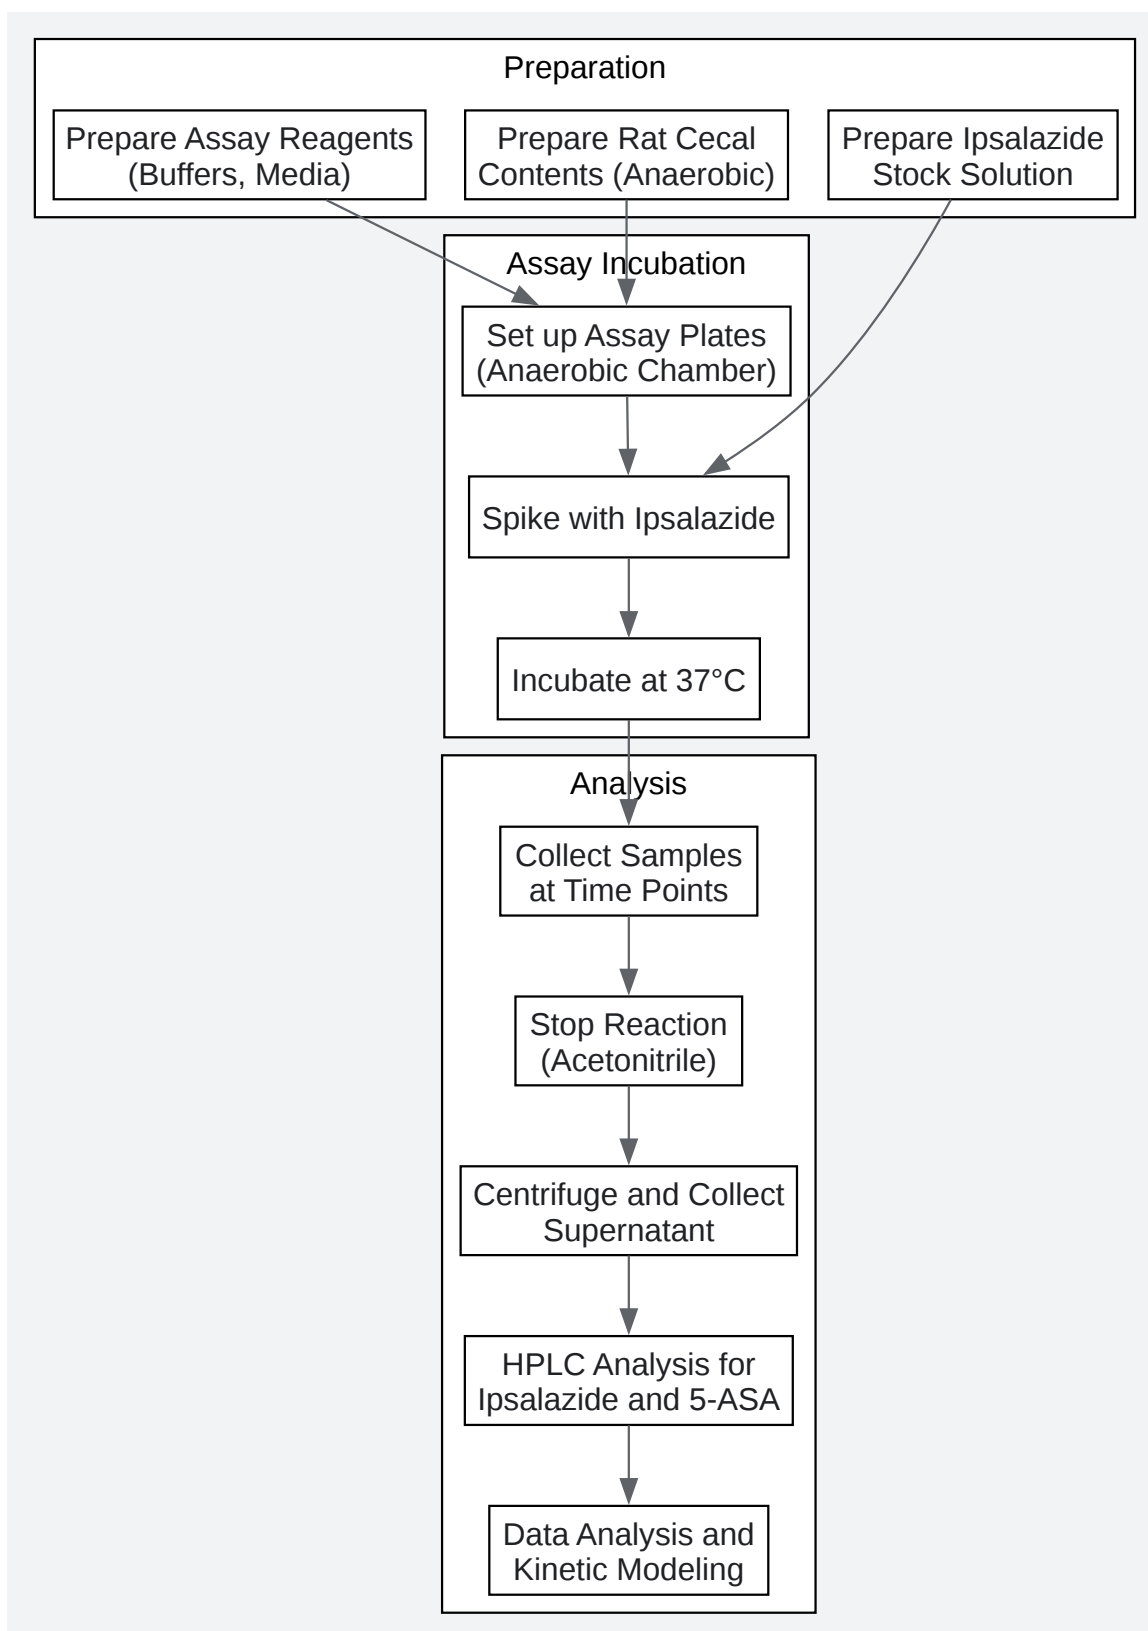 Preparation
Prepare Assay Reagents
(Buffers, Media)
Prepare Rat Cecal
Contents (Anaerobic)
Prepare Ipsalazide
Stock Solution
Assay Incubation
Set up Assay Plates
(Anaerobic Chamber)
Spike with Ipsalazide
Incubate at 37°C
Analysis
Collect Samples
at Time Points
Stop Reaction
(Acetonitrile)
Centrifuge and Collect
Supernatant
HPLC Analysis for
Ipsalazide and 5-ASA
Data Analysis and
Kinetic Modeling